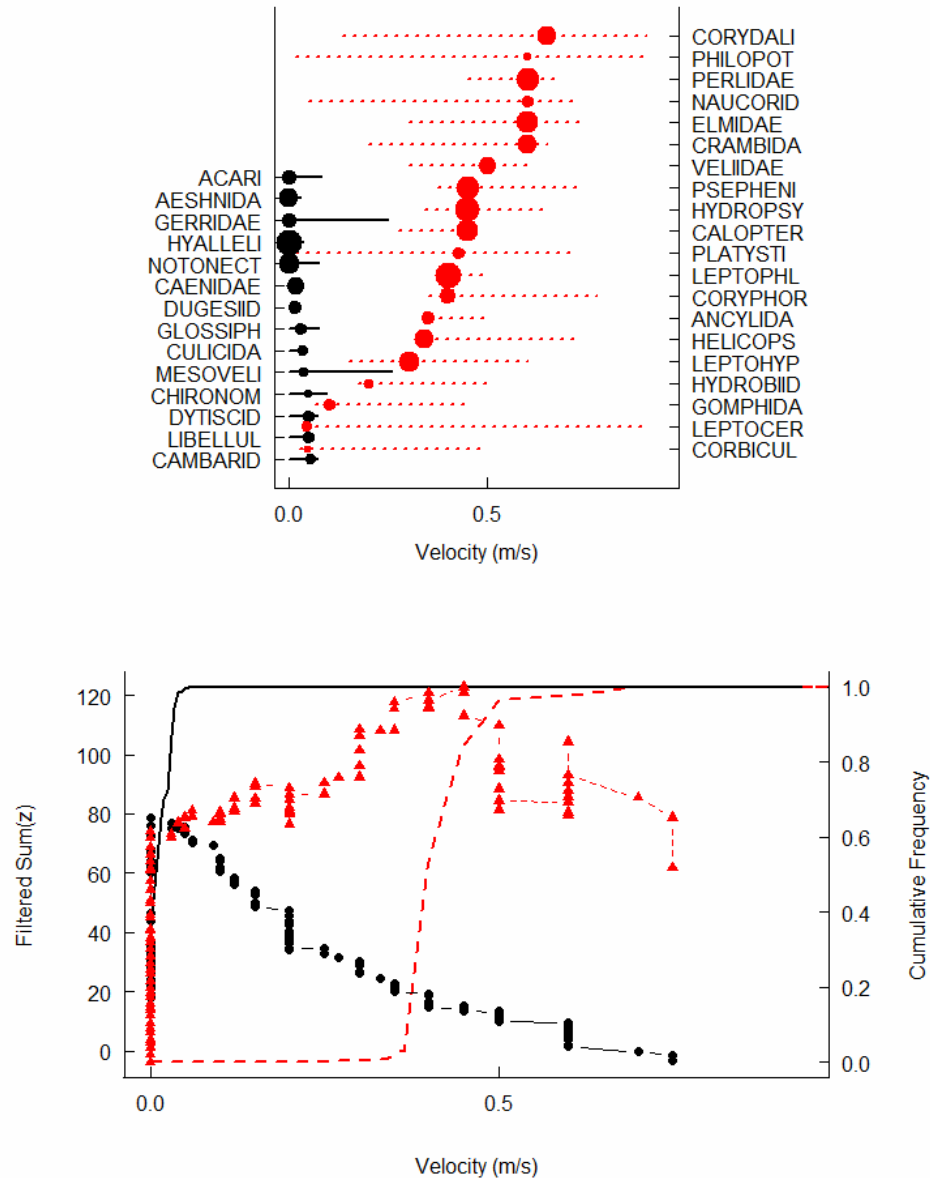 CORYDALI
PHILOPOT
PERLIDAE
NAUCORID
ELMIDAE
CRAMBIDA
VELIIDAE
PSEPHENI
HYDROPSY
CALOPTER
PLATYSTI
LEPTOPHL
CORYPHOR
ANCYLIDA
HELICOPS
LEPTOHYP
HYDROBIID
GOMPHIDA
LEPTOCER
CORBICUL
ACARI
AESHNIDA
GERRIDAE
HYALLELI
NOTONECT
CAENIDAE
DUGESIID
GLOSSIPH
CULICIDA
MESOVELI
CHIRONOM
DYTISCID
LIBELLUL
CAMBARID
0.0 0.5
Velocity (m/s)
120
100
80
60
40
20
0
Filtered Sum(z)
1.0
0.8
0.6
0.4
0.2
0.0
Cumulative Frequency
0.0 0.5
Velocity (m/s)